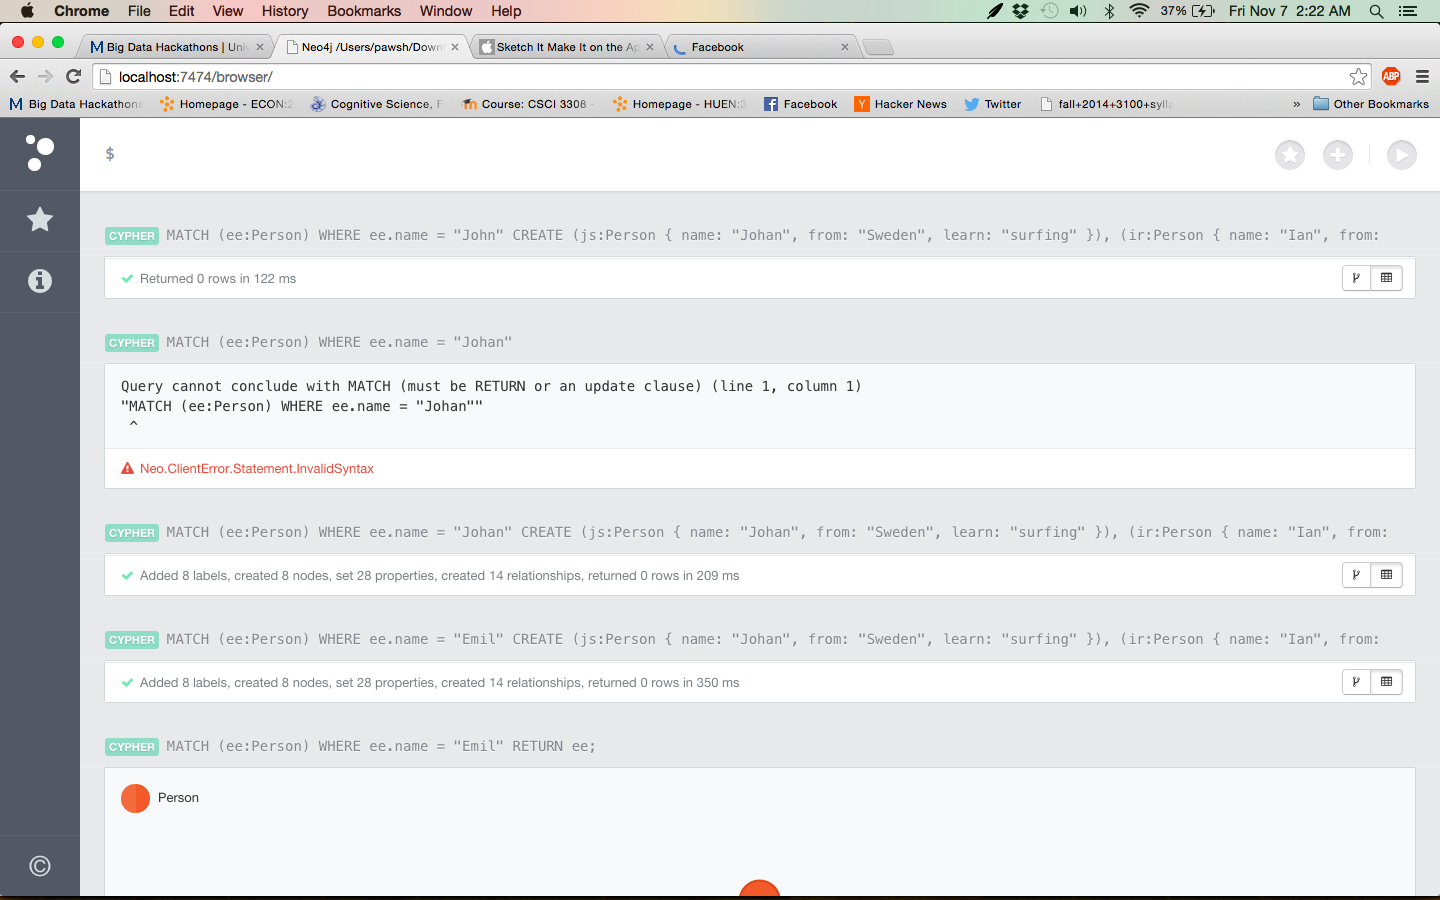 Chrome File Edit View History Bookmarks Window Help 37% Fri Nov 7 2:22 AM
Big Data Hackathons | Univ Neo4j /Users/pawsh/Down Sketch It Make It on the Ap Facebook
localhost:7474/browser/ ABP
Big Data Hackathons Homepage - ECON:2 Cognitive Science, F Course: CSCI 3308 - Homepage - HUEN:3 Facebook Hacker News Twitter fall+2014+3100+sylla » Other Bookmarks
$
CYPHER MATCH (ee:Person) WHERE ee.name = "John" CREATE (js:Person { name: "Johan", from: "Sweden", learn: "surfing" }), (ir:Person { name: "Ian", from:
Returned 0 rows in 122 ms
CYPHER MATCH (ee:Person) WHERE ee.name = "Johan"
Query cannot conclude with MATCH (must be RETURN or an update clause) (line 1, column 1)
"MATCH (ee:Person) WHERE ee.name = "Johan""
^
Neo.ClientError.Statement.InvalidSyntax
CYPHER MATCH (ee:Person) WHERE ee.name = "Johan" CREATE (js:Person { name: "Johan", from: "Sweden", learn: "surfing" }), (ir:Person { name: "Ian", from:
Added 8 labels, created 8 nodes, set 28 properties, created 14 relationships, returned 0 rows in 209 ms
CYPHER MATCH (ee:Person) WHERE ee.name = "Emil" CREATE (js:Person { name: "Johan", from: "Sweden", learn: "surfing" }), (ir:Person { name: "Ian", from:
Added 8 labels, created 8 nodes, set 28 properties, created 14 relationships, returned 0 rows in 350 ms
CYPHER MATCH (ee:Person) WHERE ee.name = "Emil" RETURN ee;
Person
©